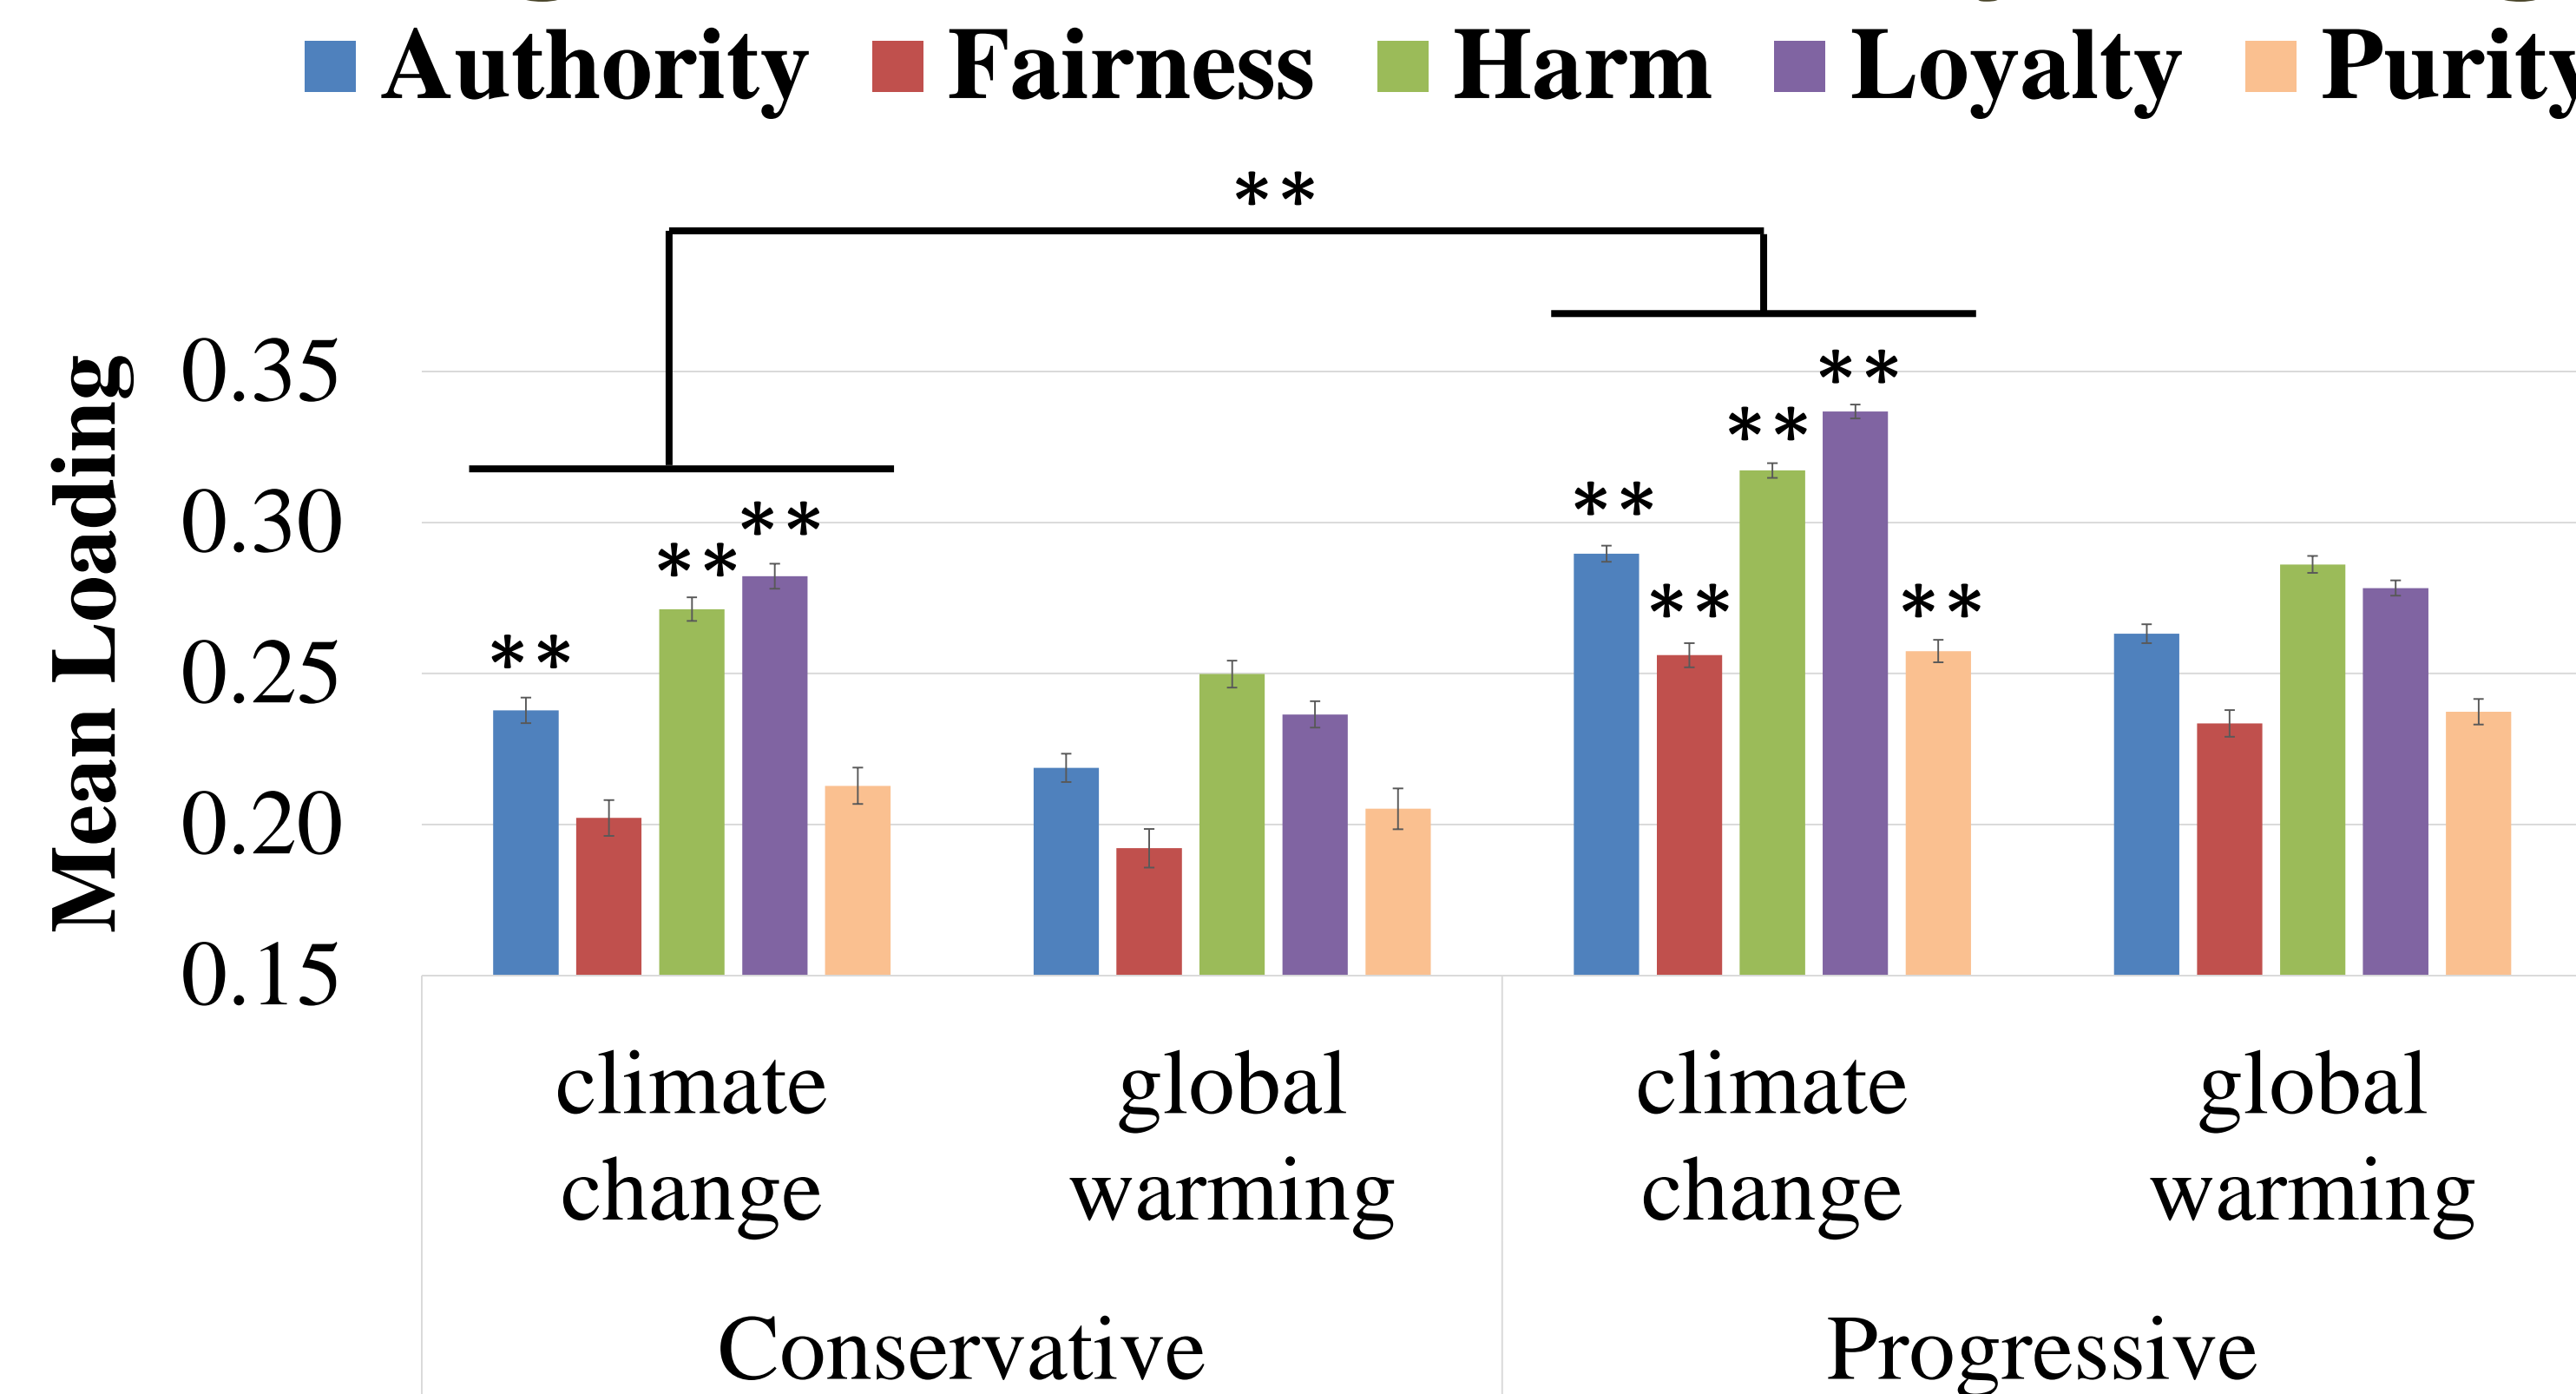 Authority Fairness Harm Loyalty Purity
**
0.35
0.30
0.25
0.20
0.15
Mean Loading
** ** **
** ** ** ** **
climate change
global warming
climate change
global warming
Conservative
Progressive